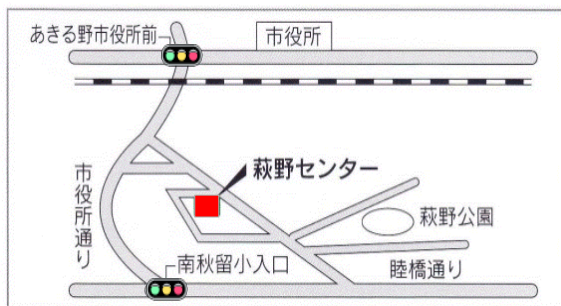 あきる野市役所前
市役所
萩野センター
市役所通り
萩野公園
南秋留小入口
睦橋通り